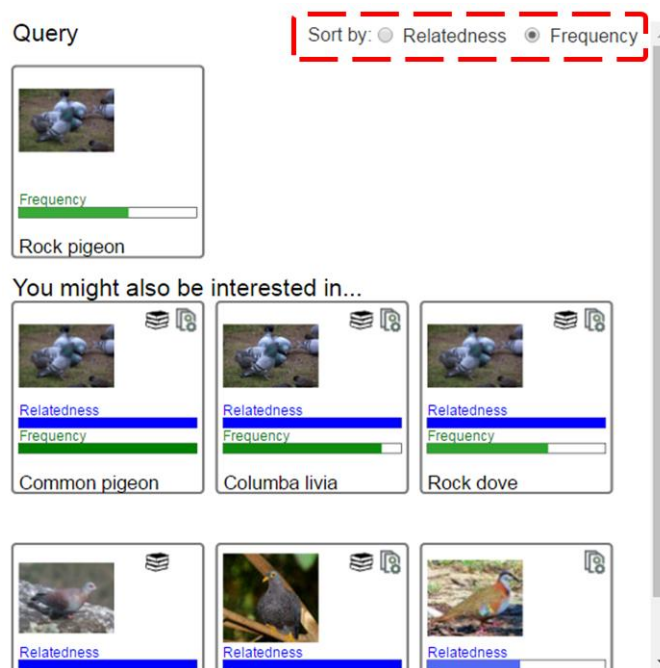 Query
Sort by: Relatedness Frequency
Frequency
Rock pigeon
You might also be interested in...
Relatedness Relatedness Relatedness
Frequency Frequency Frequency
Common pigeon Columba livia Rock dove
Relatedness Relatedness Relatedness